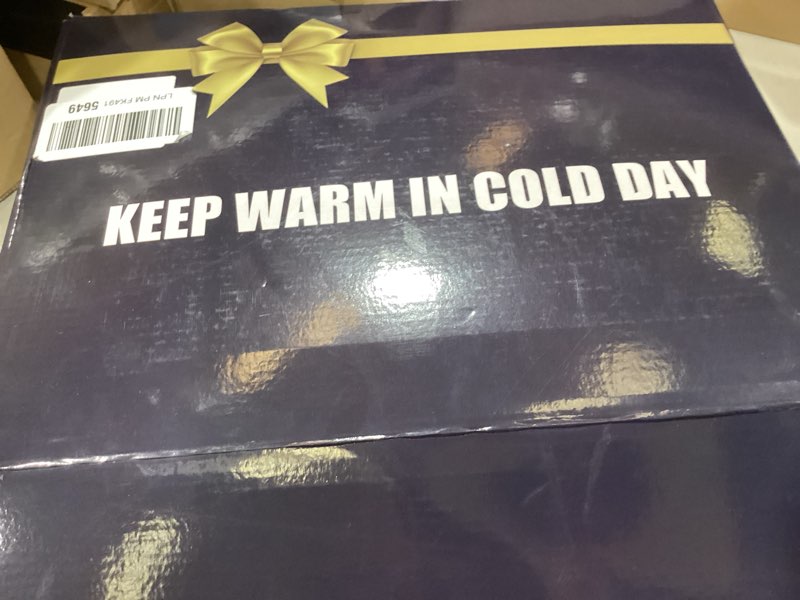 LPN PM FK491 5649
KEEP WARM IN COLD DAY